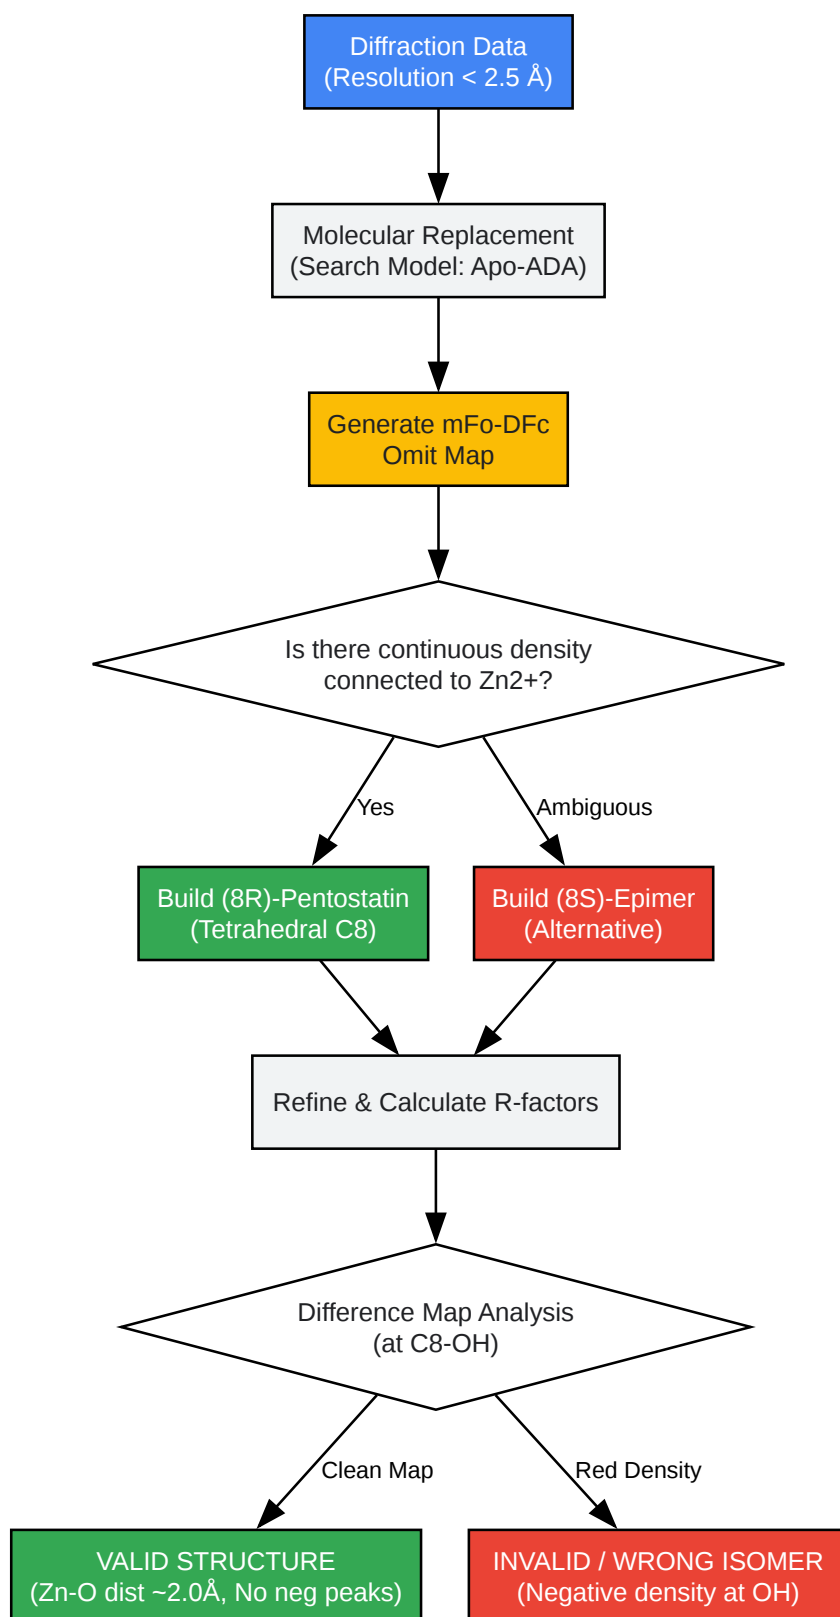 Diffraction Data
(Resolution < 2.5 Å)
Molecular Replacement
(Search Model: Apo-ADA)
Generate mFo-DFc
Omit Map
Is there continuous density
connected to Zn2+?
Yes
Ambiguous
Build (8R)-Pentostatin
(Tetrahedral C8)
Build (8S)-Epimer
(Alternative)
Refine & Calculate R-factors
Difference Map Analysis
(at C8-OH)
Clean Map
Red Density
VALID STRUCTURE
(Zn-O dist ~2.0Å, No neg peaks)
INVALID / WRONG ISOMER
(Negative density at OH)